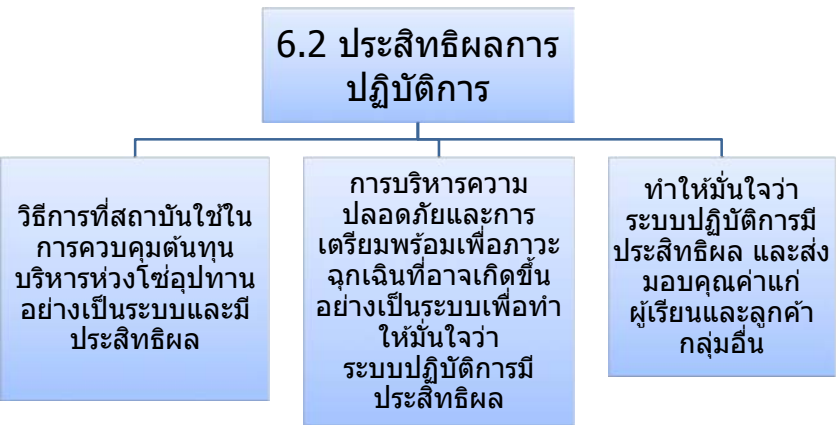 6.2 ประสิทธิผลการ
ปฏิบัติการ
วิธีการที่สถาบันใช้ใน
การควบคุมต้นทุน
บริหารห่วงโซ่อุปทาน
อย่างเป็นระบบและมี
ประสิทธิผล
การบริหารความ
ปลอดภัยและการ
เตรียมพร้อมเพื่อภาวะ
ฉุกเฉินที่อาจเกิดขึ้น
อย่างเป็นระบบเพื่อทำ
ให้มั่นใจว่า
ระบบปฏิบัติการมี
ประสิทธิผล
ทำให้มั่นใจว่า
ระบบปฏิบัติการมี
ประสิทธิผล และส่ง
มอบคุณค่าแก่
ผู้เรียนและลูกค้า
กลุ่มอื่น